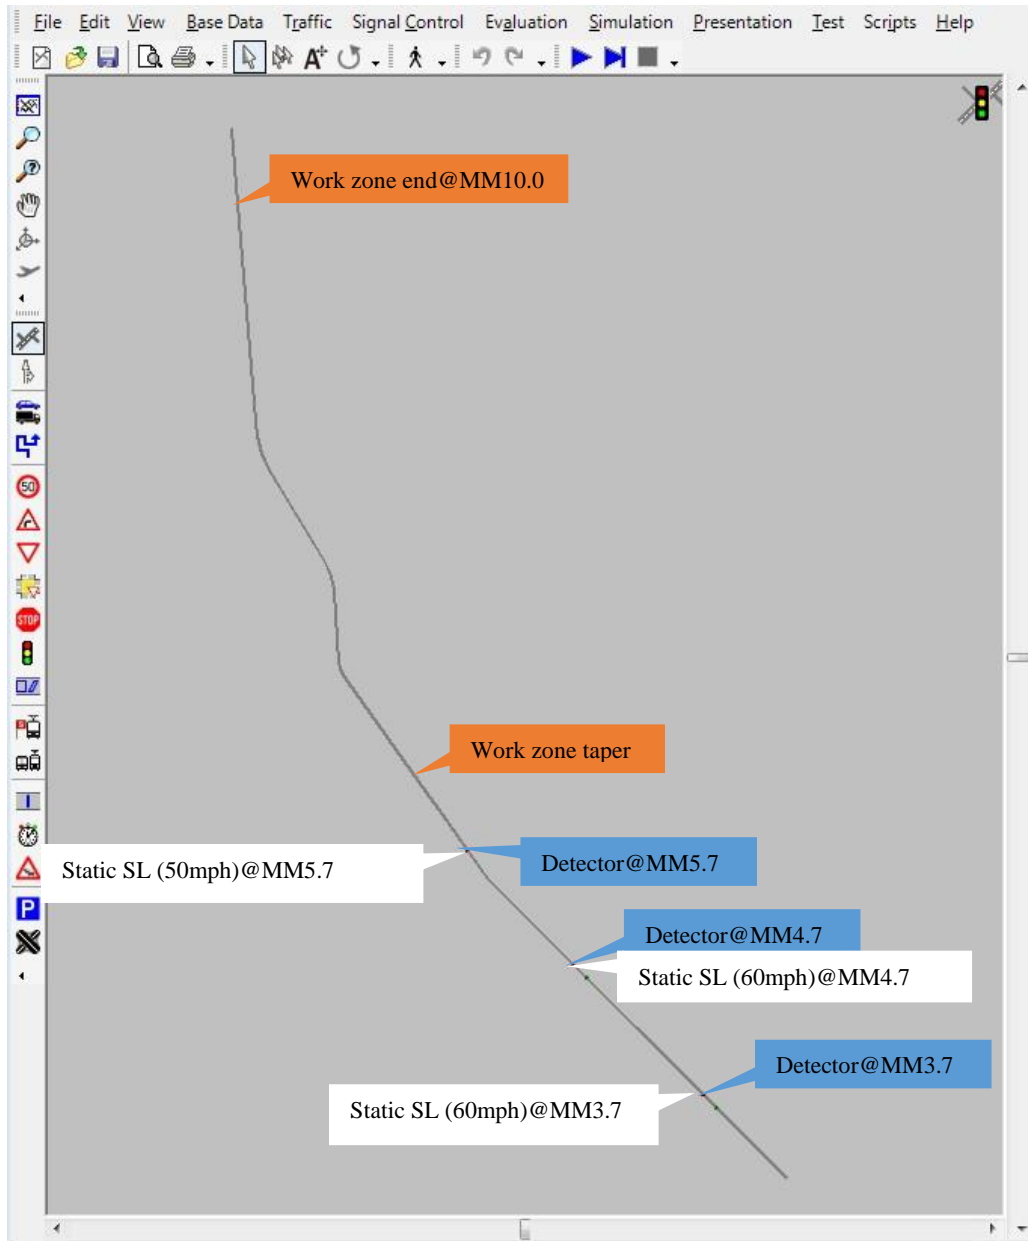 File Edit View Base Data Traffic Signal Control Evaluation Simulation Presentation Test Scripts Help
Work zone end@MM10.0
50
STOP
Work zone taper
Static SL (50mph)@MM5.7
Detector@MM5.7
P
Detector@MM4.7
Static SL (60mph)@MM4.7
Detector@MM3.7
Static SL (60mph)@MM3.7